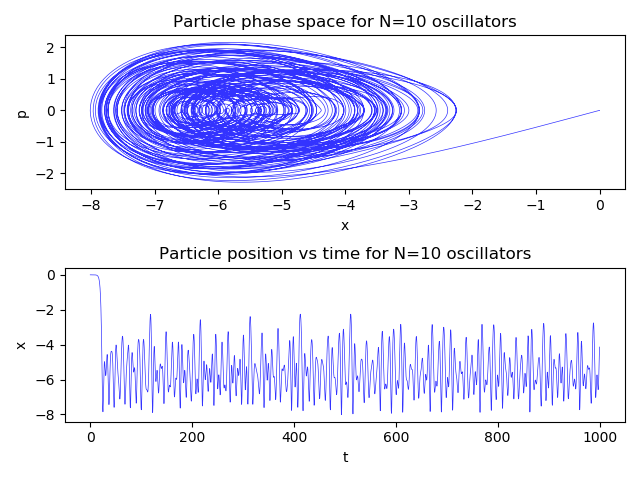 Particle phase space for N=10 oscillators
2
1
0
−1
−2
p
−8 −7 −6 −5 −4 −3 −2 −1 0
x
Particle position vs time for N=10 oscillators
0
−2
−4
−6
−8
x
0 200 400 600 800 1000
t